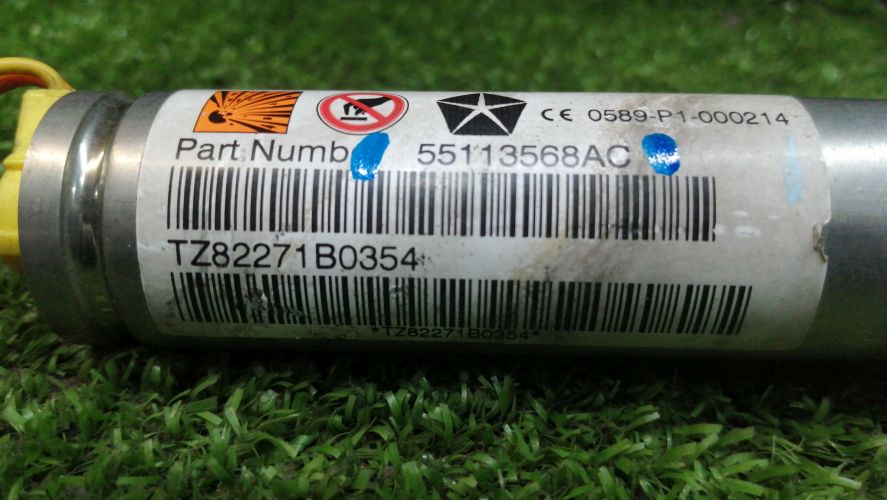 CE 0589-P1-000214
Part Numb 55113568AC
TZ82271B0354
*TZ82271B0354*